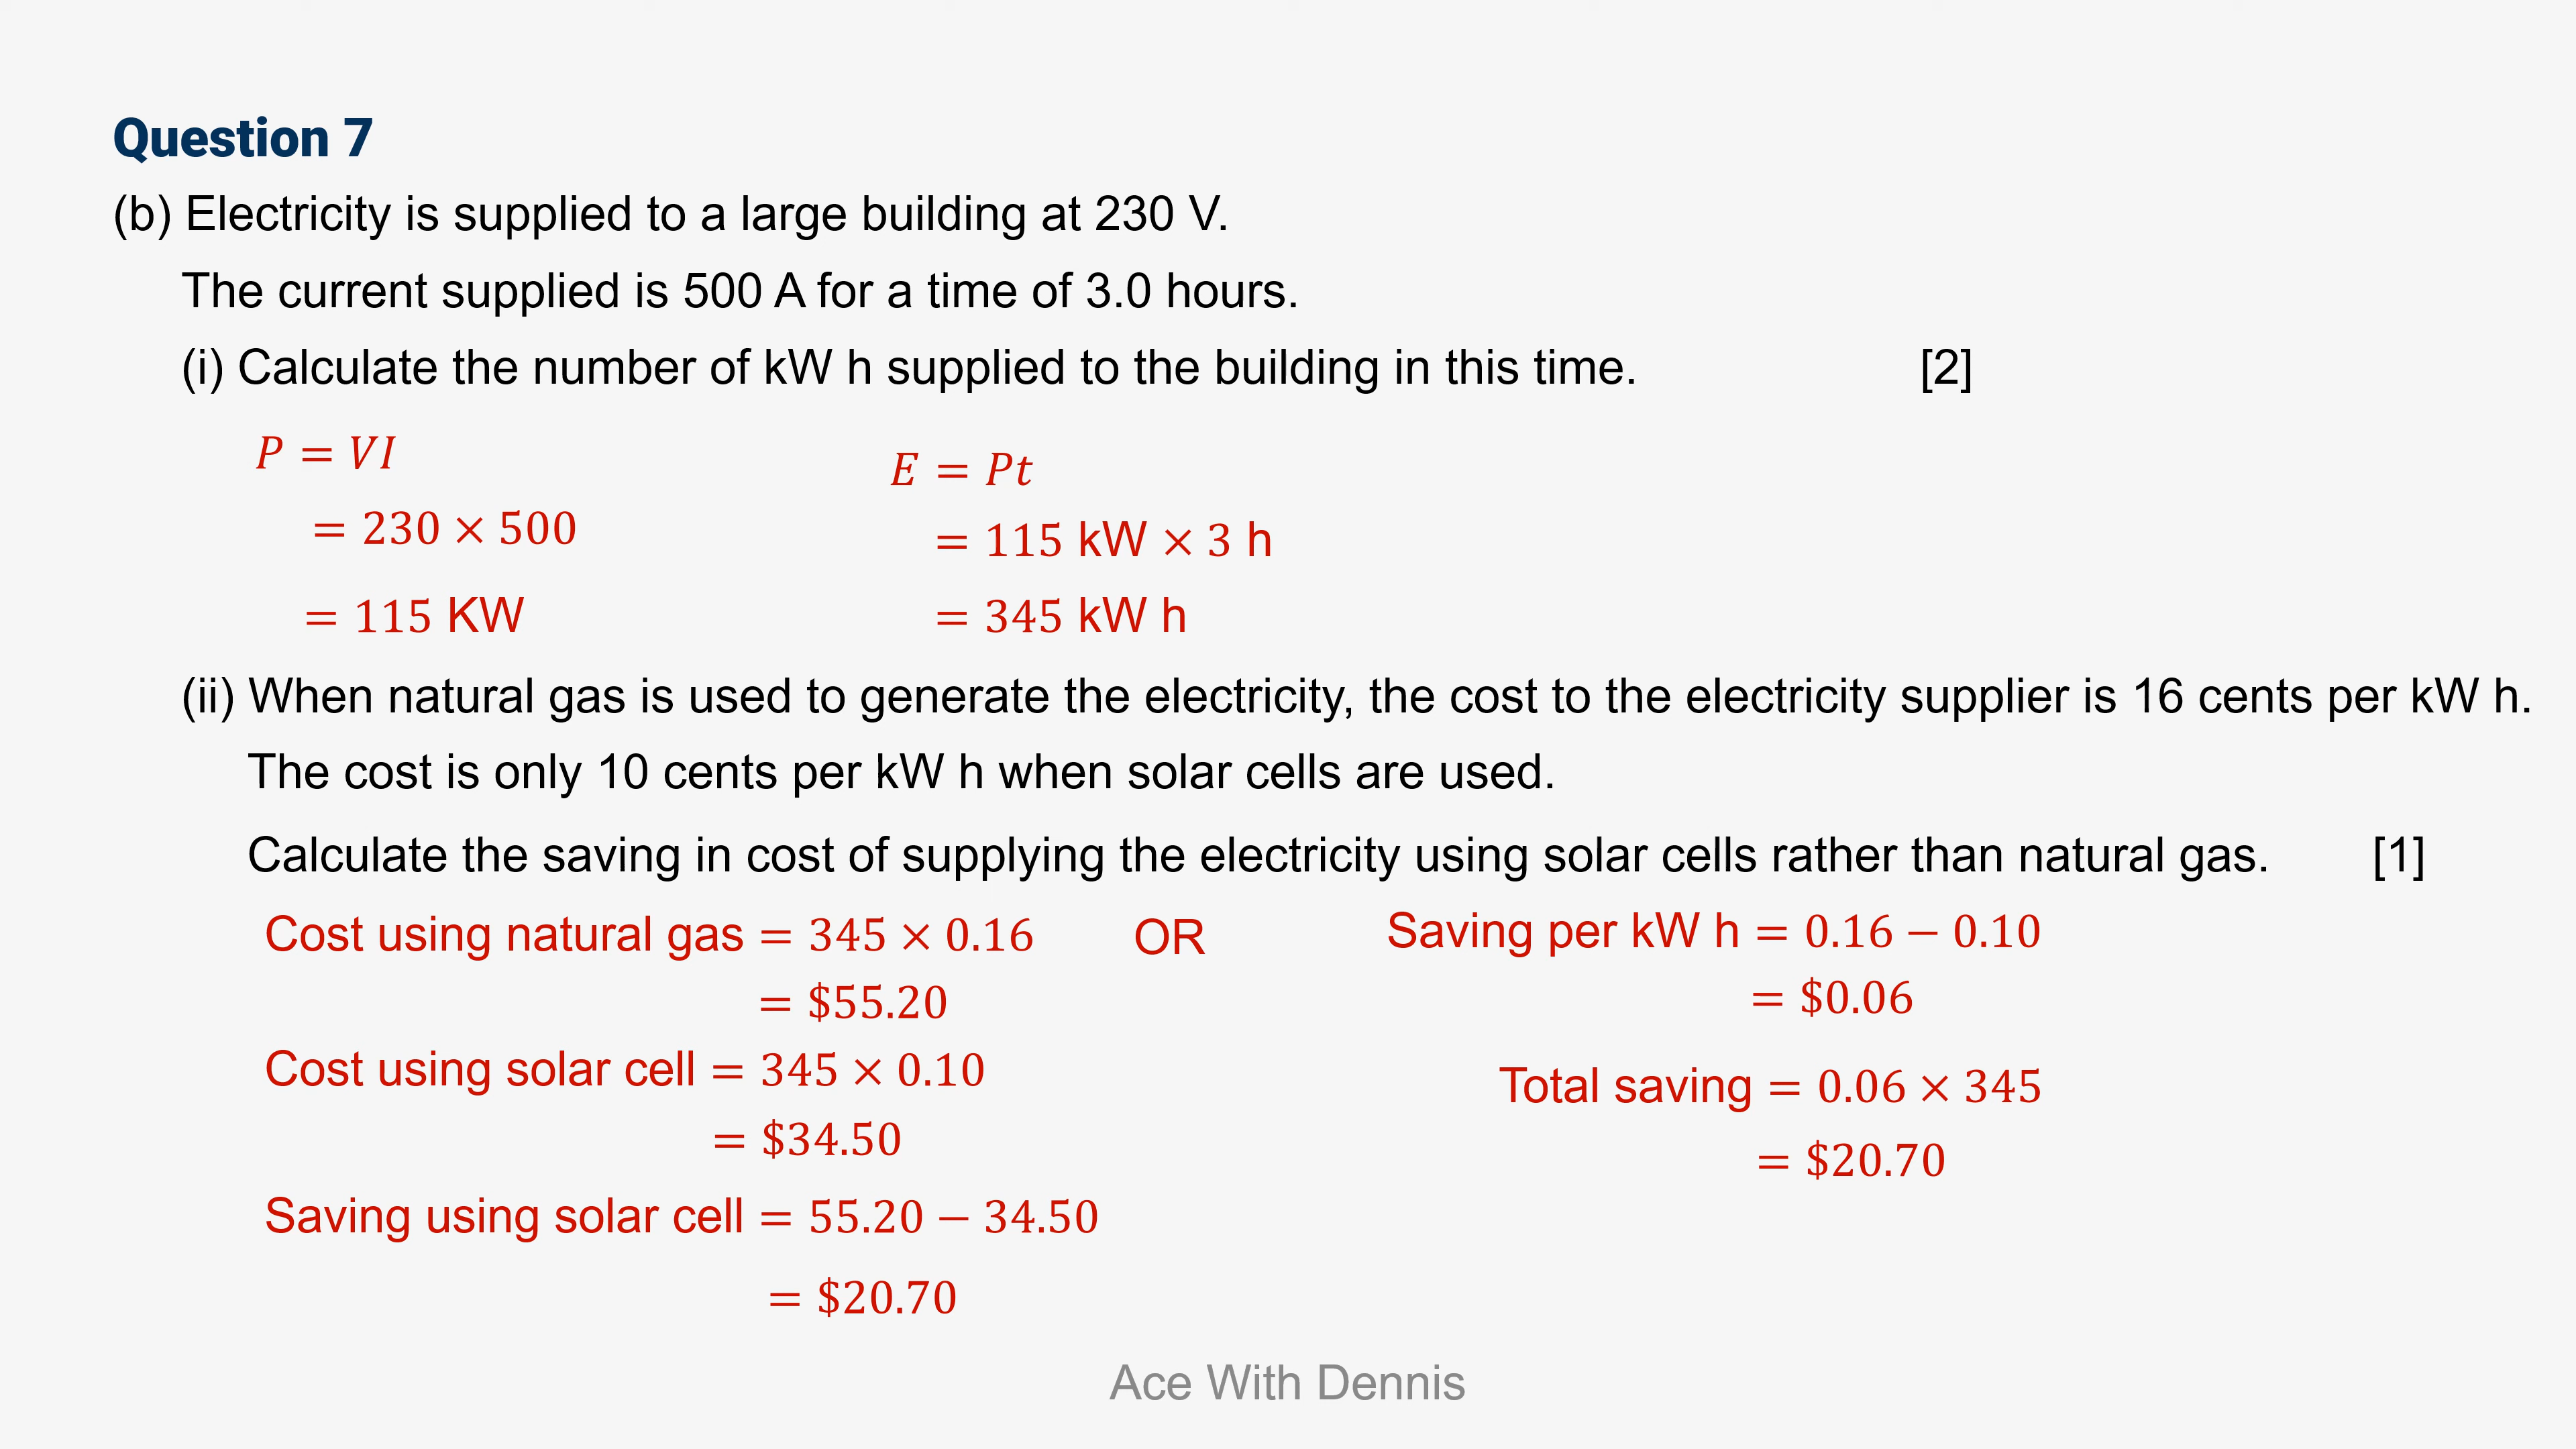 Question 7
(b) Electricity is supplied to a large building at 230 V.
The current supplied is 500 A for a time of 3.0 hours.
(i) Calculate the number of kW h supplied to the building in this time. [2]
P = VI
= 230 × 500
= 115 KW
E = Pt
= 115 kW × 3 h
= 345 kW h
(ii) When natural gas is used to generate the electricity, the cost to the electricity supplier is 16 cents per kW h.
The cost is only 10 cents per kW h when solar cells are used.
Calculate the saving in cost of supplying the electricity using solar cells rather than natural gas. [1]
Cost using natural gas = 345 × 0.16
= $55.20
Cost using solar cell = 345 × 0.10
= $34.50
Saving using solar cell = 55.20 − 34.50
= $20.70
OR
Saving per kW h = 0.16 − 0.10
= $0.06
Total saving = 0.06 × 345
= $20.70
Ace With Dennis